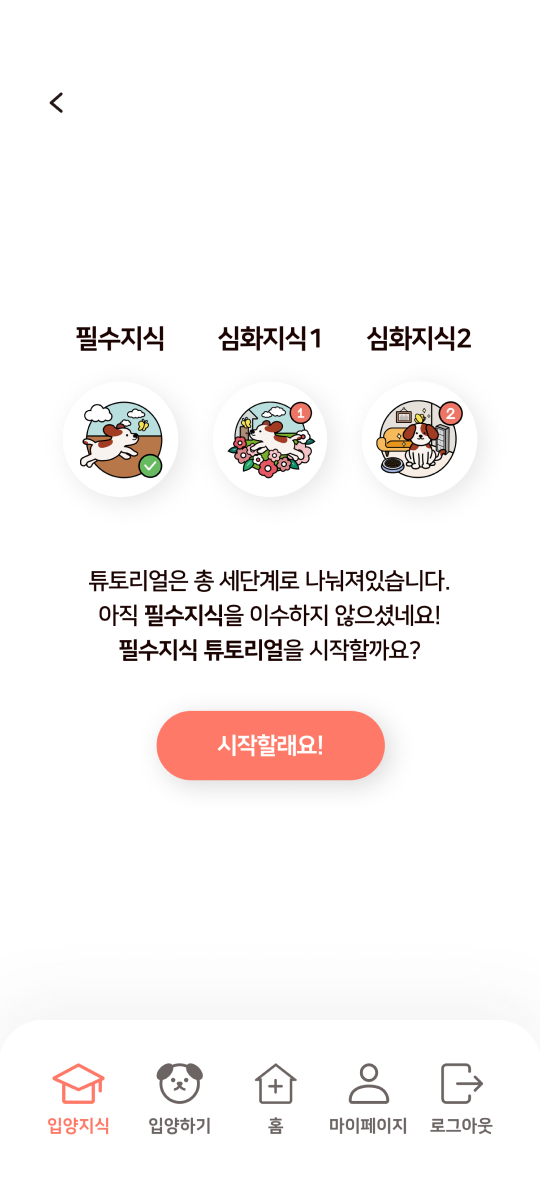 필수지식 심화지식1 심화지식2
1 2
튜토리얼은 총 세단계로 나눠져있습니다.
아직 필수지식을 이수하지 않으셨네요!
필수지식 튜토리얼을 시작할까요?
시작할래요!
입양지식 입양하기 홈 마이페이지 로그아웃